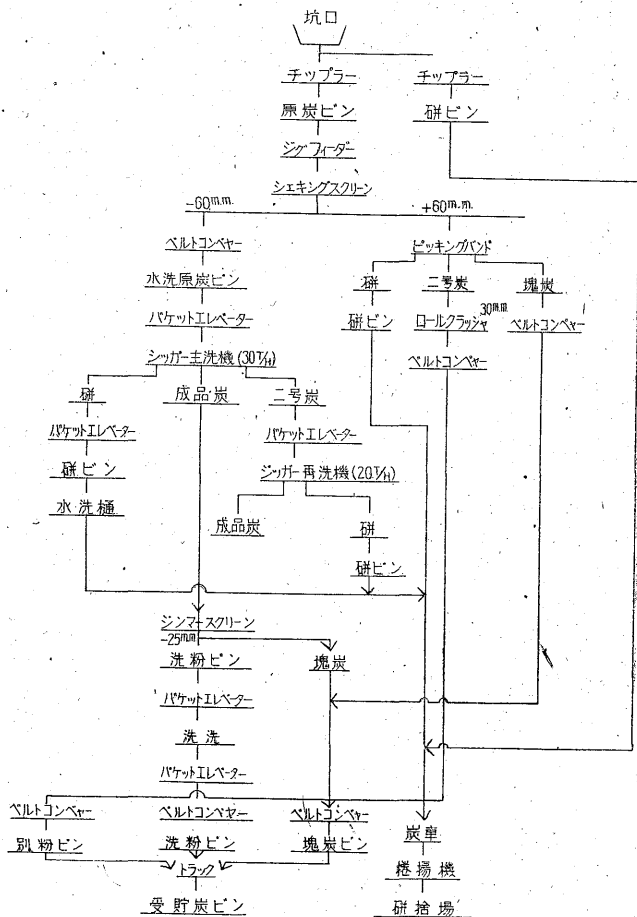 坑口
チップラー
チップラー
原炭ビン
硑ビン
ジグフィーダー
シェキングスクリーン
-60m.m.
+60m.m.
ベルトコンベヤー
ピッキングバンド
水洗原炭ビン
硑
二号炭
塊炭
バケットエレベーター
硑ビン
ロールクラッシャ
30m.m
ベルトコンベヤー
シッガー主洗機(30T/H)
ベルトコンベヤー
硑
成品炭
二号炭
バケットエレベーター
バケットエレベーター
硑ビン
ジッガー再洗機(20T/H)
水洗樋
成品炭
硑
硑ビン
ジンマースクリーン
-25mm
洗粉ビン
塊炭
バケットエレベーター
洗洗
バケットエレベーター
ベルトコンベヤー
ベルトコンベヤー
ベルトコンベヤー
炭車
別粉ビン
洗粉ビン
塊炭ビン
トラック
捲揚機
受貯炭ビン
硑捨場